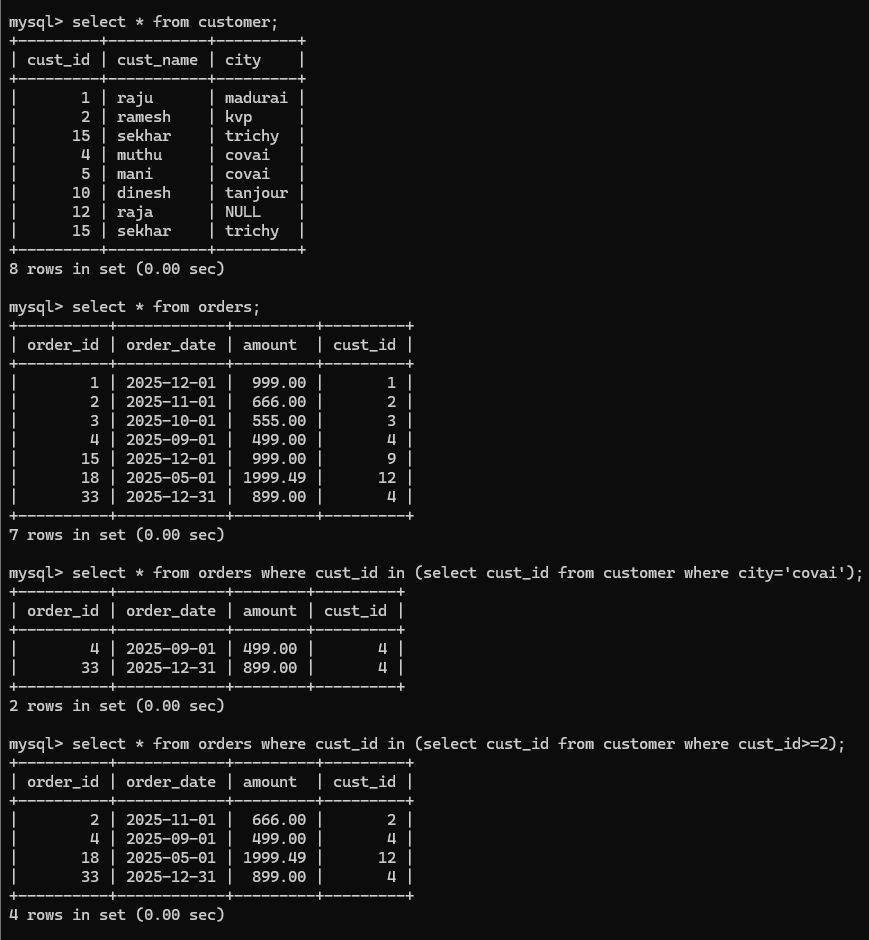 mysql> select * from customer;
+---------+-----------+---------+
| cust_id | cust_name | city    |
+---------+-----------+---------+
|       1 | raju      | madurai |
|       2 | ramesh    | kvp     |
|      15 | sekhar    | trichy  |
|       4 | muthu     | covai   |
|       5 | mani      | covai   |
|      10 | dinesh    | tanjour |
|      12 | raja      | NULL    |
|      15 | sekhar    | trichy  |
+---------+-----------+---------+
8 rows in set (0.00 sec)

mysql> select * from orders;
+----------+------------+---------+---------+
| order_id | order_date | amount  | cust_id |
+----------+------------+---------+---------+
|        1 | 2025-12-01 |  999.00 |       1 |
|        2 | 2025-11-01 |  666.00 |       2 |
|        3 | 2025-10-01 |  555.00 |       3 |
|        4 | 2025-09-01 |  499.00 |       4 |
|       15 | 2025-12-01 |  999.00 |       9 |
|       18 | 2025-05-01 | 1999.49 |      12 |
|       33 | 2025-12-31 |  899.00 |       4 |
+----------+------------+---------+---------+
7 rows in set (0.00 sec)

mysql> select * from orders where cust_id in (select cust_id from customer where city='covai');
+----------+------------+--------+---------+
| order_id | order_date | amount | cust_id |
+----------+------------+--------+---------+
|        4 | 2025-09-01 | 499.00 |       4 |
|       33 | 2025-12-31 | 899.00 |       4 |
+----------+------------+--------+---------+
2 rows in set (0.00 sec)

mysql> select * from orders where cust_id in (select cust_id from customer where cust_id>=2);
+----------+------------+---------+---------+
| order_id | order_date | amount  | cust_id |
+----------+------------+---------+---------+
|        2 | 2025-11-01 |  666.00 |       2 |
|        4 | 2025-09-01 |  499.00 |       4 |
|       18 | 2025-05-01 | 1999.49 |      12 |
|       33 | 2025-12-31 |  899.00 |       4 |
+----------+------------+---------+---------+
4 rows in set (0.00 sec)